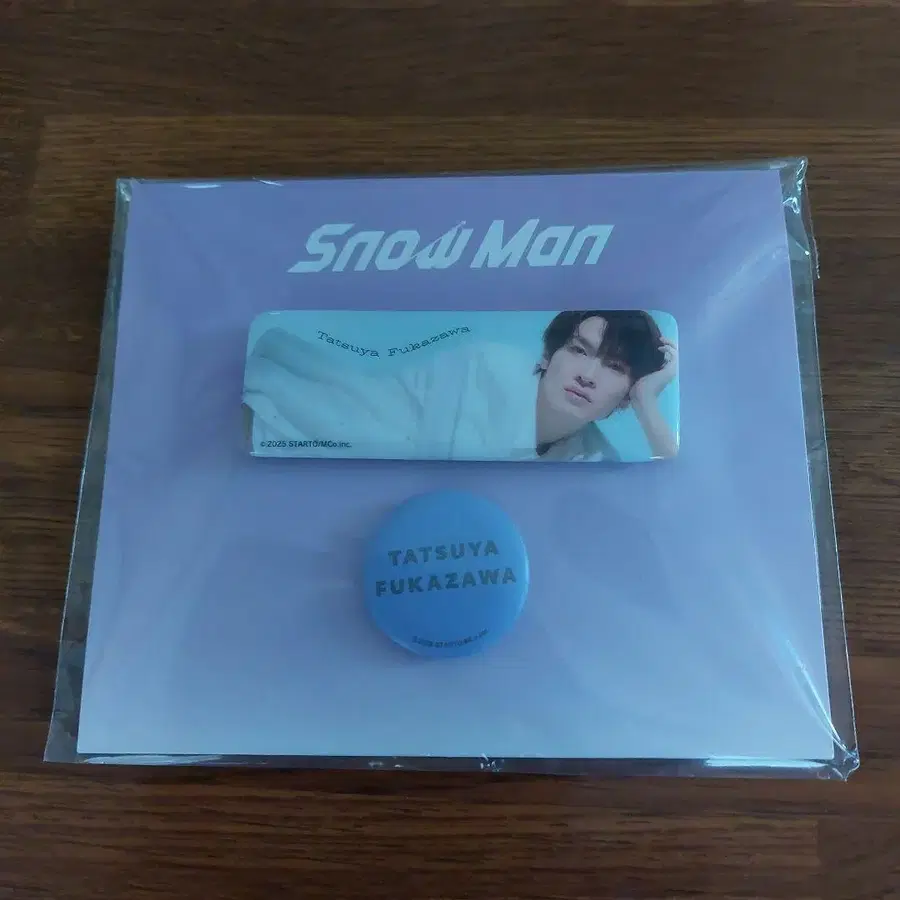 Snow Man
Tatsuya Fukazawa
©2025 STARTO/MCo.Inc.
TATSUYA
FUKAZAWA